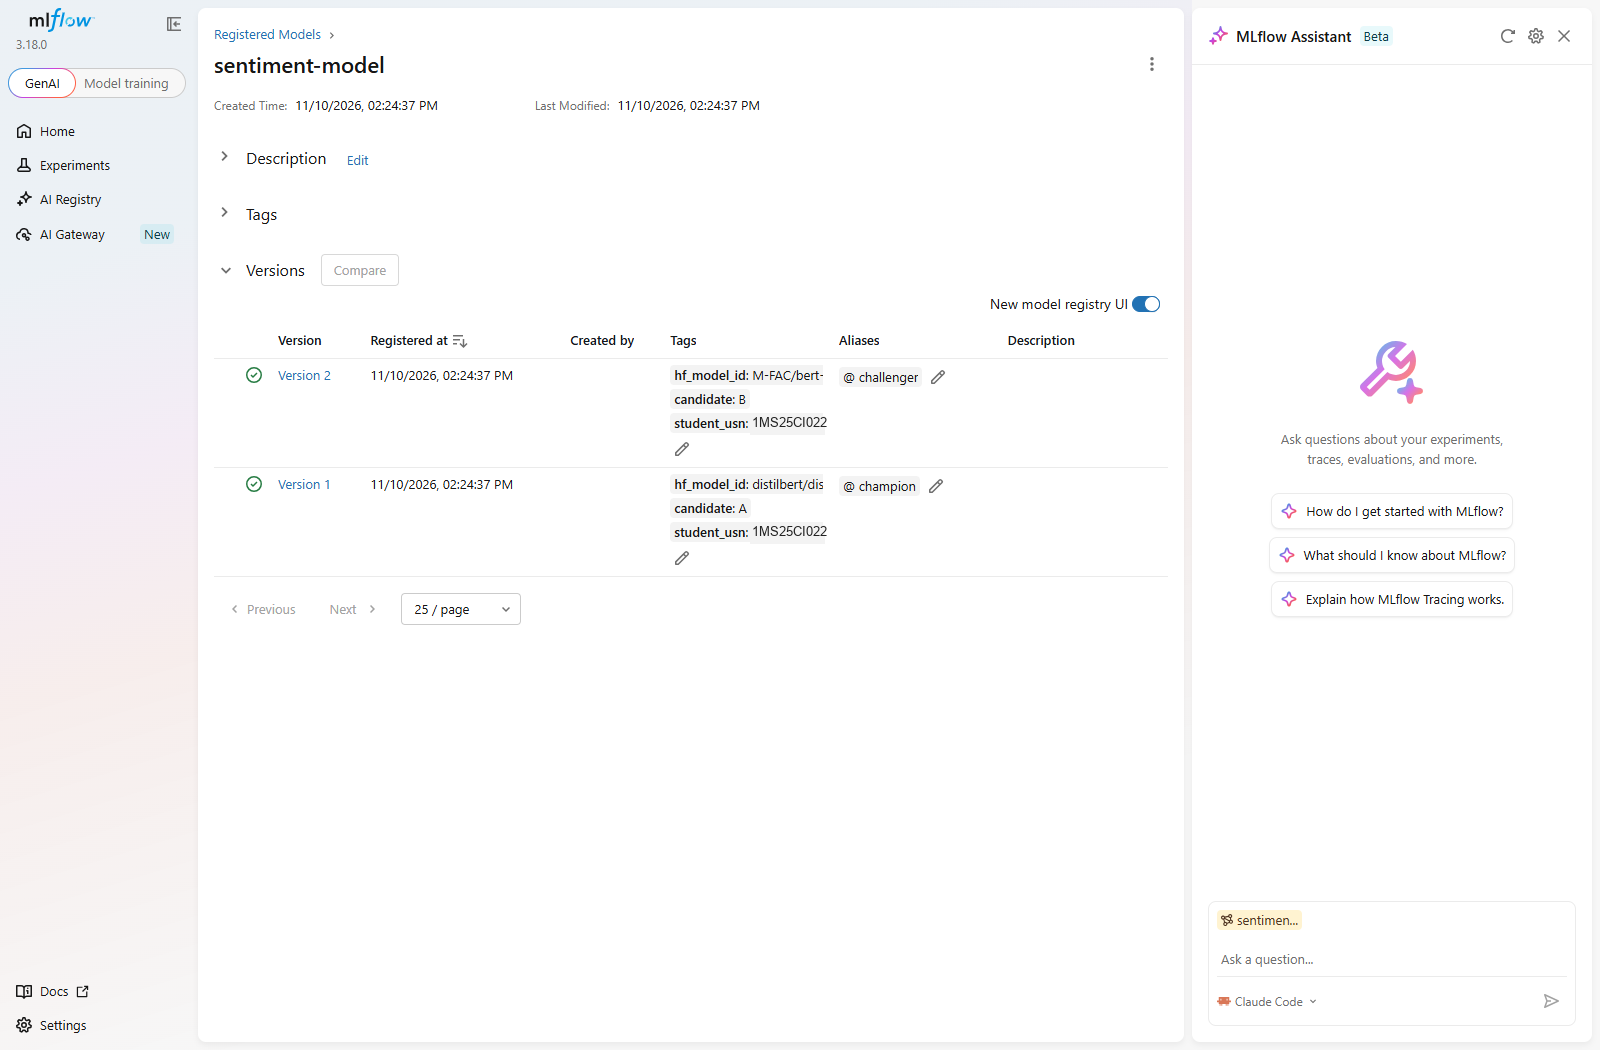 mlflow
3.18.0
GenAI
Model training
Home
Experiments
AI Registry
AI Gateway
New
Docs
Settings
Registered Models
sentiment-model
Created Time: 11/10/2026, 02:24:37 PM
Last Modified: 11/10/2026, 02:24:37 PM
Description Edit
Tags
Versions Compare
New model registry UI
Version Registered at Created by Tags Aliases Description
Version 2 11/10/2026, 02:24:37 PM hf_model_id: M-FAC/bert- @ challenger
candidate: B
student_usn: 1MS25CI022
Version 1 11/10/2026, 02:24:37 PM hf_model_id: distilbert/dis @ champion
candidate: A
student_usn: 1MS25CI022
Previous Next 25 / page
MLflow Assistant Beta
Ask questions about your experiments,
traces, evaluations, and more.
How do I get started with MLflow?
What should I know about MLflow?
Explain how MLflow Tracing works.
sentimen...
Ask a question...
Claude Code